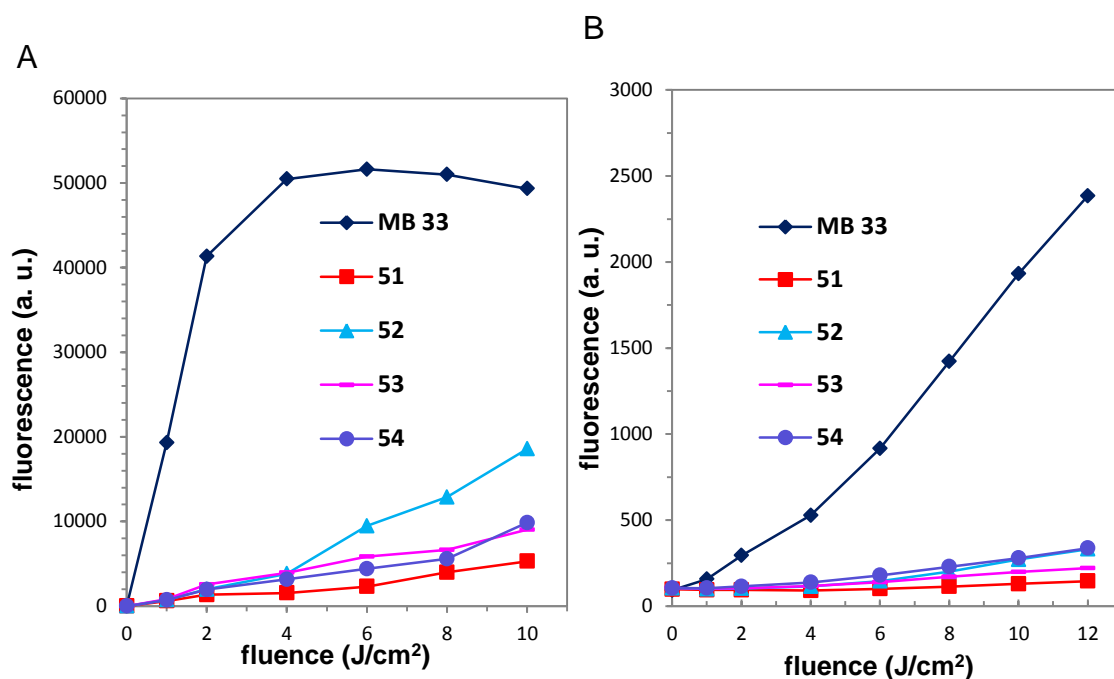 A
fluorescence (a. u.)
60000
50000
40000
30000
20000
10000
0
MB 33
51
52
53
54
0 2 4 6 8 10
fluence (J/cm²)
B
fluorescence (a. u.)
3000
2500
2000
1500
1000
500
0
MB 33
51
52
53
54
0 2 4 6 8 10 12
fluence (J/cm²)